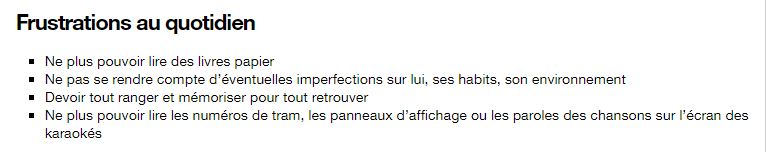 Frustrations au quotidien
▪ Ne plus pouvoir lire des livres papier
▪ Ne pas se rendre compte d’éventuelles imperfections sur lui, ses habits, son environnement
▪ Devoir tout ranger et mémoriser pour tout retrouver
▪ Ne plus pouvoir lire les numéros de tram, les panneaux d’affichage ou les paroles des chansons sur l’écran des
karaokés